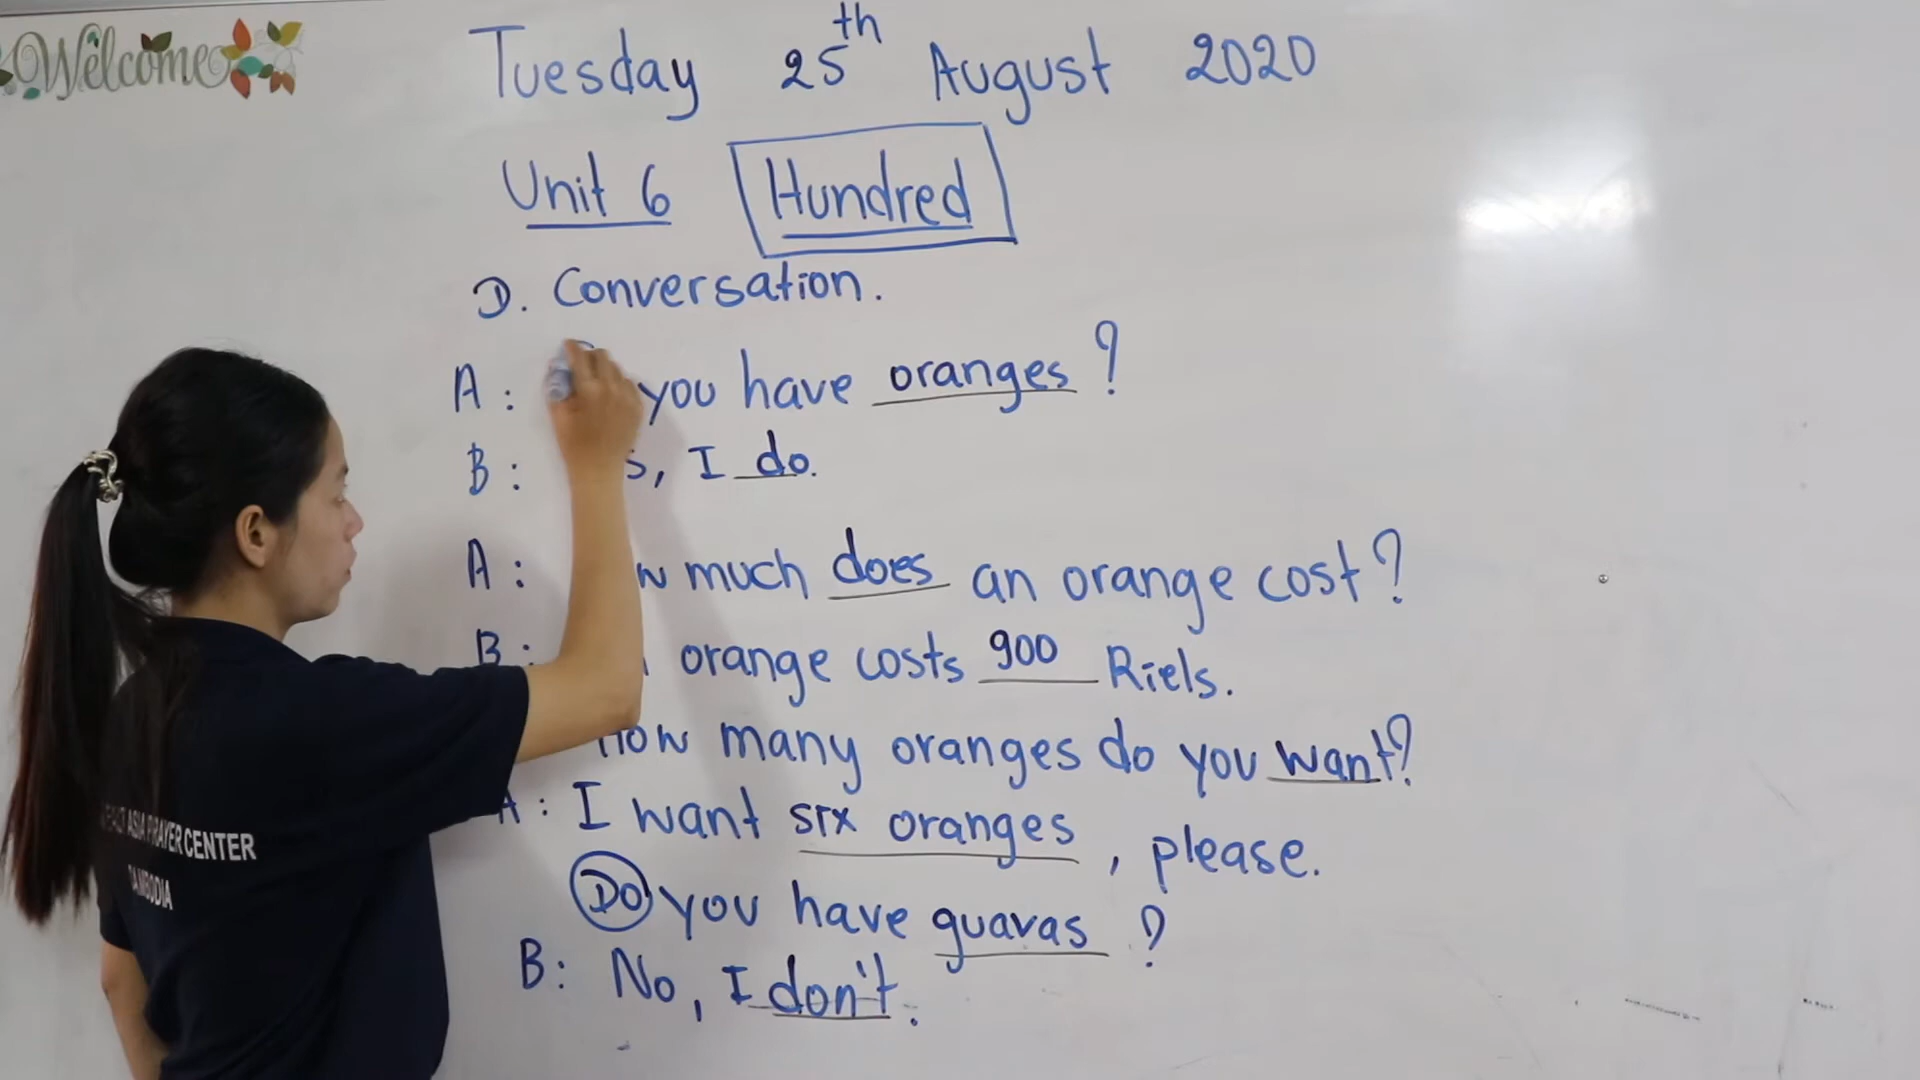 Welcome
Tuesday 25th August 2020
Unit 6 Hundred
D. Conversation.
A: you have oranges?
B: s, I do.
A: w much does an orange cost?
B: orange costs 900 Riels.
How many oranges do you want?
A: I want six oranges, please.
Do you have guavas ?
B: No, I don't.
ASIA PRAYER CENTER
CAMBODIA